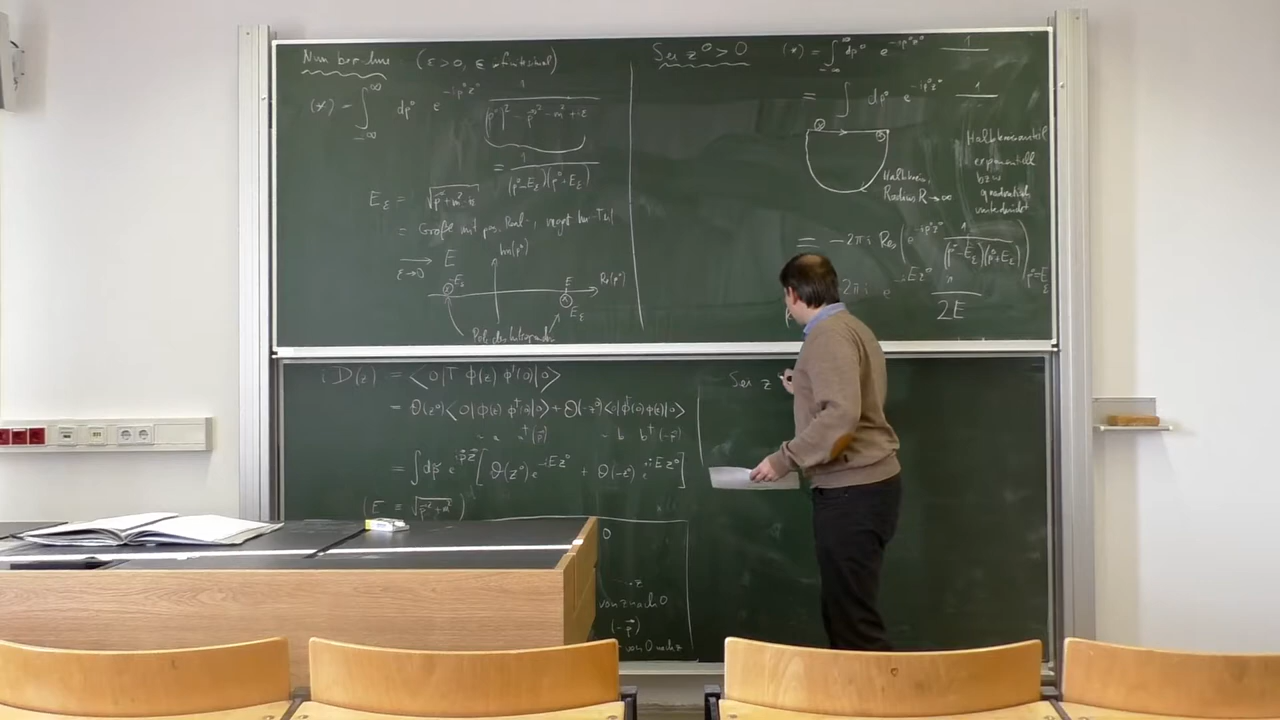 Nun berechne (ε>0, ε infinitesimal)
(*) = ∫_{-∞}^{∞} dp⁰ e^{-ip⁰z⁰} 1/((p⁰)² - p⃗² - m² + iε)
= 1/((p⁰-E_ε)(p⁰+E_ε))
E_ε = √(p⃗²+m²-iε)
= Größe mit pos. Real-, negat. Im-Teil
→ E
ε→0
Im(p⁰)
-E_ε
E
Re(p⁰)
E_ε
Pole des Integranden
Sei z⁰>0
(*) = ∫_{-∞}^{∞} dp⁰ e^{-ip⁰z⁰} 1/
= ∫ dp⁰ e^{-ip⁰z⁰} 1/
Halbkreis,
Radius R→∞
Halbkreisanteil
exponentiell
bzw
quadratisch
unterdrückt
= -2πi Res(e^{-ip⁰z⁰} 1/((p⁰-E_ε)(p⁰+E_ε)))_{p⁰=E_ε}
2πi e^{-iEz⁰} 1/2E
iD(z) = <0|T Φ(z) Φ†(0)|0>
= Θ(z⁰)<0|Φ(z) Φ†(0)|0> + Θ(-z⁰)<0|Φ†(0)Φ(z)|0>
~ a a†(p⃗) ~ b b†(-p⃗)
= ∫dp̃ e^{ip⃗z⃗} [Θ(z⁰) e^{-iEz⁰} + Θ(-z⁰) e^{+iEz⁰}]
(E = √(p⃗²+m²))
0
z
von z nach 0
(-p⃗)
von 0 nach z
Sei z